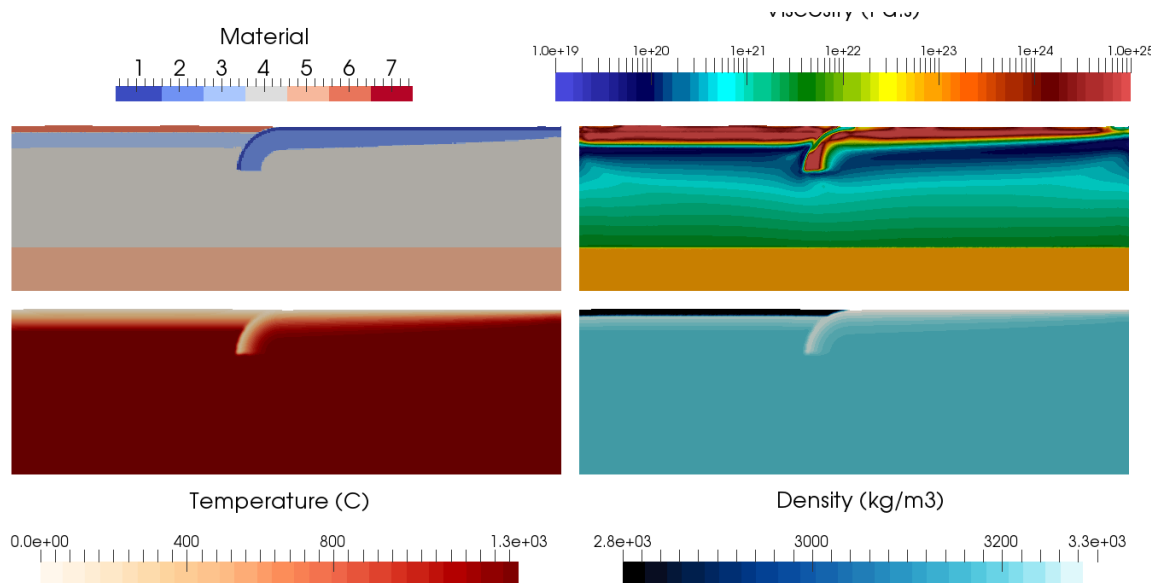 Material
1 2 3 4 5 6 7
Viscosity (Pa.s)
1.0e+19 1e+20 1e+21 1e+22 1e+23 1e+24 1.0e+25
Temperature (C)
0.0e+00 400 800 1.3e+03
Density (kg/m3)
2.8e+03 3000 3200 3.3e+03